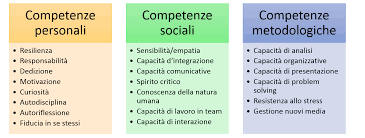 Competenze
personali
Resilienza
Responsabilità
Dedizione
Motivazione
Curiosità
Autodisciplina
Autoriflessione
Fiducia in se stessi
Competenze
sociali
Sensibilità/empatia
Capacità d'integrazione
Capacità comunicative
Spirito critico
Conoscenza della
natura umana
Capacità di lavoro in team
Capacità di interazione
Competenze
metodologiche
Capacità di analisi
Capacità organizzative
Capacità di presentazione
Capacità di problem
solving
Resistenza allo stress
Gestione nuovi media